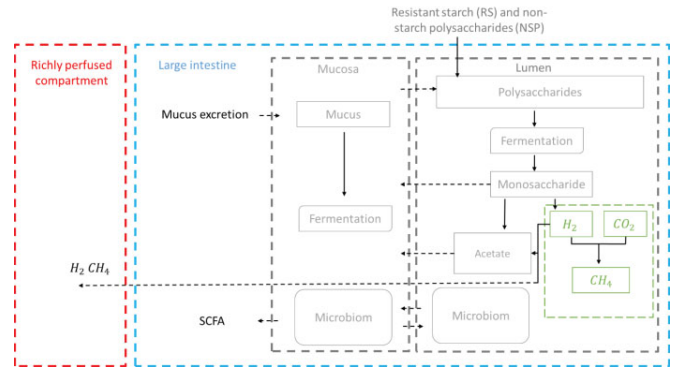 Resistant starch (RS) and non-
starch polysaccharides (NSP)
Richly perfused
compartment
Large intestine
Mucosa
Lumen
Polysaccharides
Mucus excretion
Mucus
Fermentation
Monosaccharide
Fermentation
H₂
CO₂
Acetate
H₂ CH₄
CH₄
SCFA
Microbiom
Microbiom